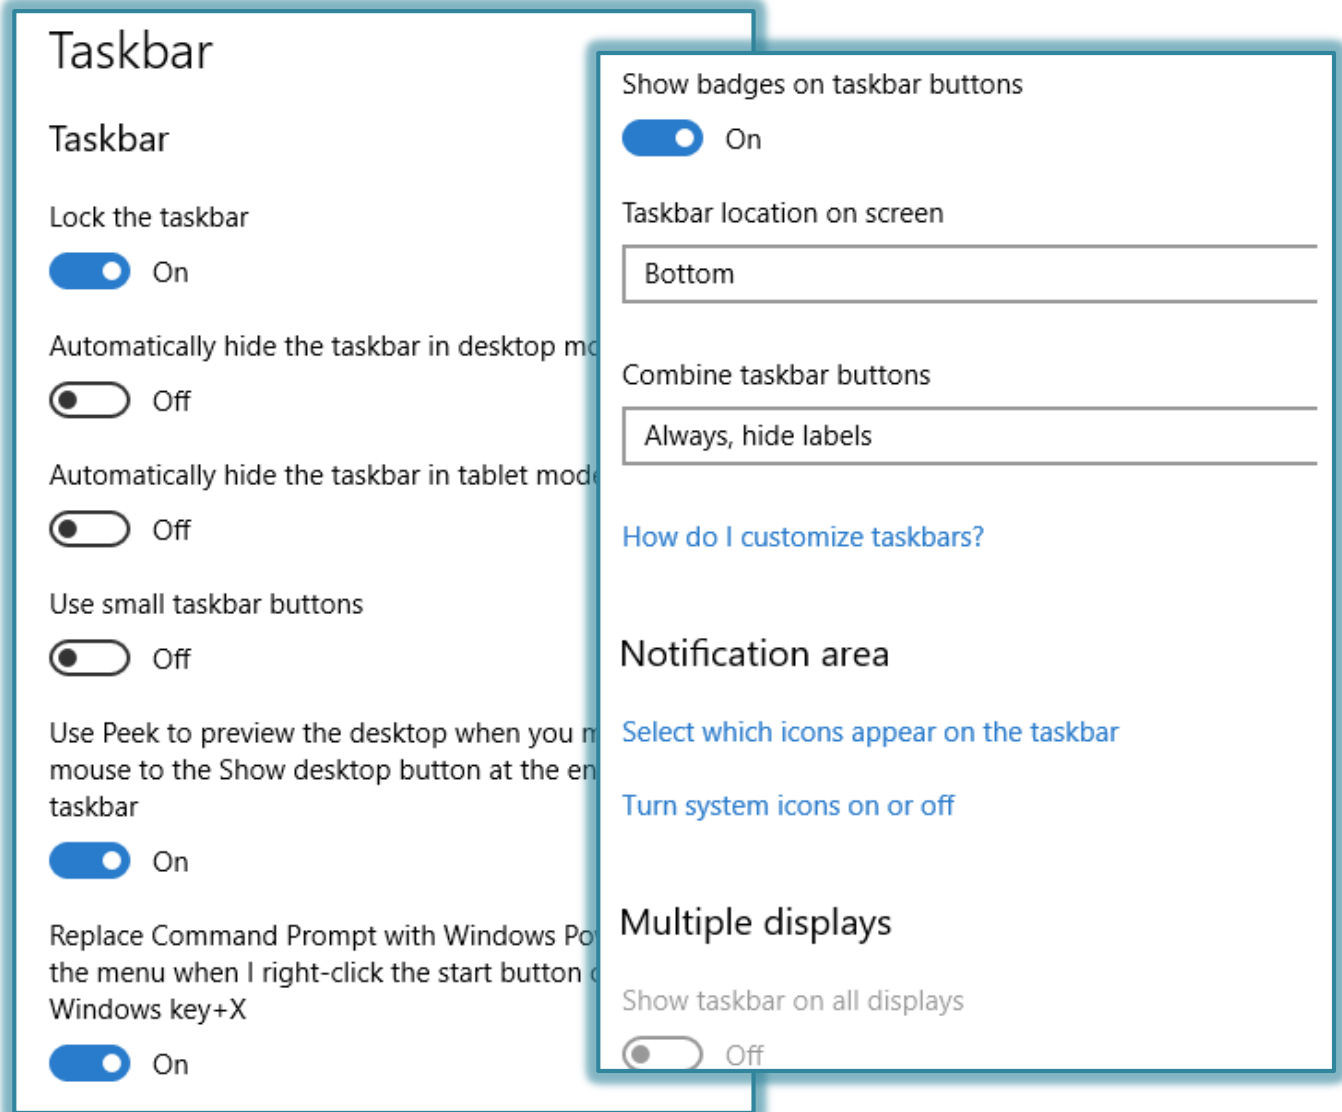 Taskbar
Taskbar
Lock the taskbar
On
Automatically hide the taskbar in desktop
Off
Automatically hide the taskbar in tablet
Off
Use small taskbar buttons
Off
Use Peek to preview the desktop when you
mouse to the Show desktop button at the
taskbar
On
Replace Command Prompt with Windows
the menu when I right-click the start button
Windows key+X
On
Show badges on taskbar buttons
On
Taskbar location on screen
Bottom
Combine taskbar buttons
Always, hide labels
How do I customize taskbars?
Notification area
Select which icons appear on the taskbar
Turn system icons on or off
Multiple displays
Show taskbar on all displays
Off